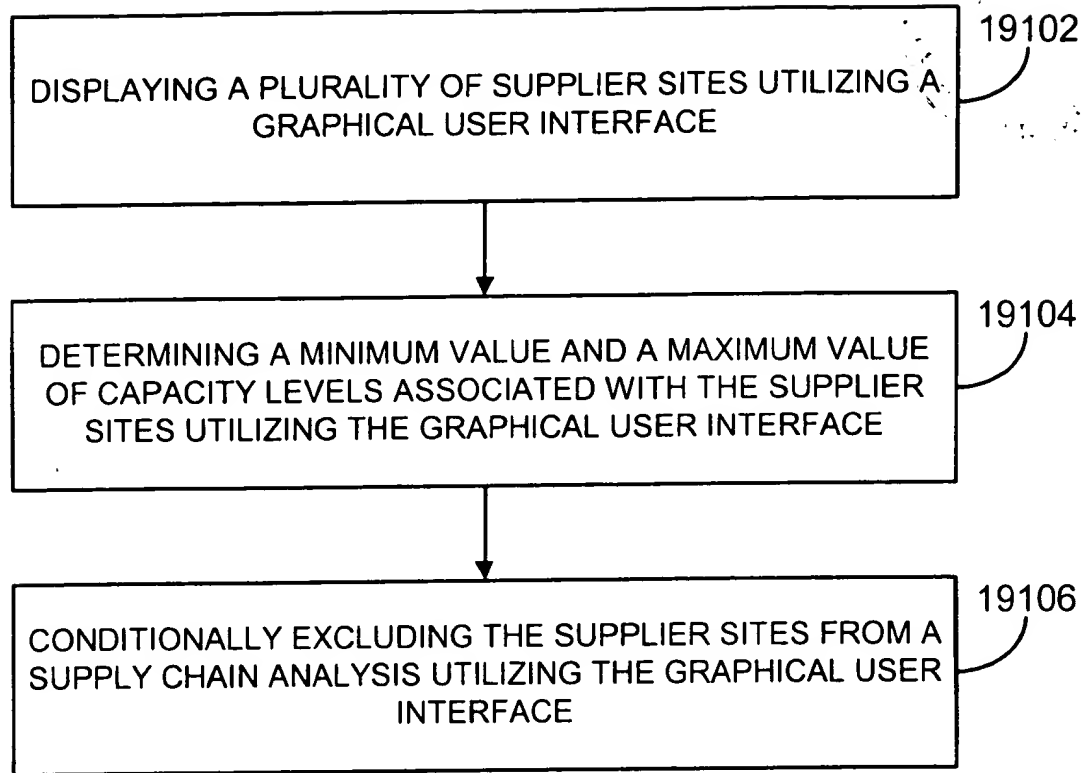 19102
DISPLAYING A PLURALITY OF SUPPLIER SITES UTILIZING A
GRAPHICAL USER INTERFACE
19104
DETERMINING A MINIMUM VALUE AND A MAXIMUM VALUE
OF CAPACITY LEVELS ASSOCIATED WITH THE SUPPLIER
SITES UTILIZING THE GRAPHICAL USER INTERFACE
19106
CONDITIONALLY EXCLUDING THE SUPPLIER SITES FROM A
SUPPLY CHAIN ANALYSIS UTILIZING THE GRAPHICAL USER
INTERFACE